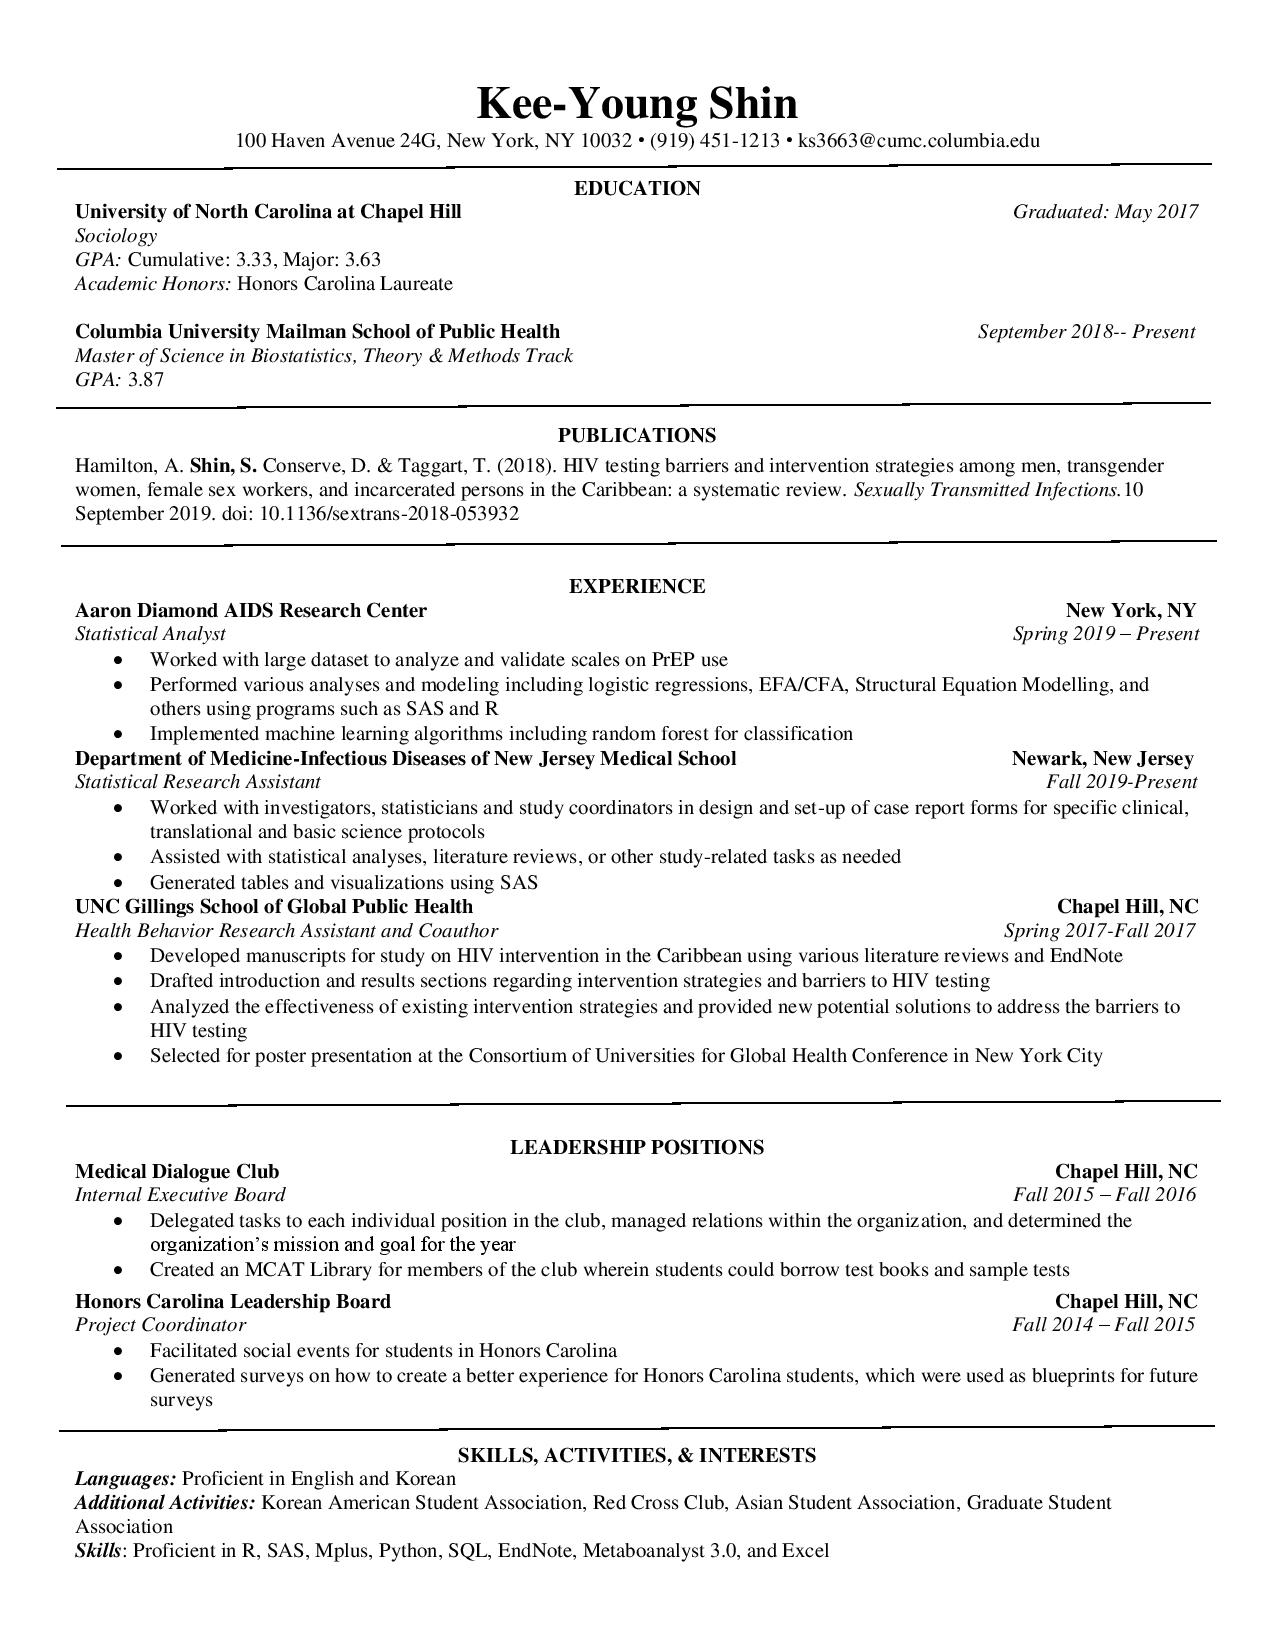 Kee-Young Shin
100 Haven Avenue 24G, New York, NY 10032 • (919) 451-1213 • ks3663@cumc.columbia.edu
EDUCATION
University of North Carolina at Chapel Hill Graduated: May 2017
Sociology
GPA: Cumulative: 3.33, Major: 3.63
Academic Honors: Honors Carolina Laureate
Columbia University Mailman School of Public Health September 2018-- Present
Master of Science in Biostatistics, Theory & Methods Track
GPA: 3.87
PUBLICATIONS
Hamilton, A. Shin, S. Conserve, D. & Taggart, T. (2018). HIV testing barriers and intervention strategies among men, transgender
women, female sex workers, and incarcerated persons in the Caribbean: a systematic review. Sexually Transmitted Infections.10
September 2019. doi: 10.1136/sextrans-2018-053932
EXPERIENCE
Aaron Diamond AIDS Research Center New York, NY
Statistical Analyst Spring 2019 – Present
• Worked with large dataset to analyze and validate scales on PrEP use
• Performed various analyses and modeling including logistic regressions, EFA/CFA, Structural Equation Modelling, and
others using programs such as SAS and R
• Implemented machine learning algorithms including random forest for classification
Department of Medicine-Infectious Diseases of New Jersey Medical School Newark, New Jersey
Statistical Research Assistant Fall 2019-Present
• Worked with investigators, statisticians and study coordinators in design and set-up of case report forms for specific clinical,
translational and basic science protocols
• Assisted with statistical analyses, literature reviews, or other study-related tasks as needed
• Generated tables and visualizations using SAS
UNC Gillings School of Global Public Health Chapel Hill, NC
Health Behavior Research Assistant and Coauthor Spring 2017-Fall 2017
• Developed manuscripts for study on HIV intervention in the Caribbean using various literature reviews and EndNote
• Drafted introduction and results sections regarding intervention strategies and barriers to HIV testing
• Analyzed the effectiveness of existing intervention strategies and provided new potential solutions to address the barriers to
HIV testing
• Selected for poster presentation at the Consortium of Universities for Global Health Conference in New York City
LEADERSHIP POSITIONS
Medical Dialogue Club Chapel Hill, NC
Internal Executive Board Fall 2015 – Fall 2016
• Delegated tasks to each individual position in the club, managed relations within the organization, and determined the
organization’s mission and goal for the year
• Created an MCAT Library for members of the club wherein students could borrow test books and sample tests
Honors Carolina Leadership Board Chapel Hill, NC
Project Coordinator Fall 2014 – Fall 2015
• Facilitated social events for students in Honors Carolina
• Generated surveys on how to create a better experience for Honors Carolina students, which were used as blueprints for future
surveys
SKILLS, ACTIVITIES, & INTERESTS
Languages: Proficient in English and Korean
Additional Activities: Korean American Student Association, Red Cross Club, Asian Student Association, Graduate Student
Association
Skills: Proficient in R, SAS, Mplus, Python, SQL, EndNote, Metaboanalyst 3.0, and Excel